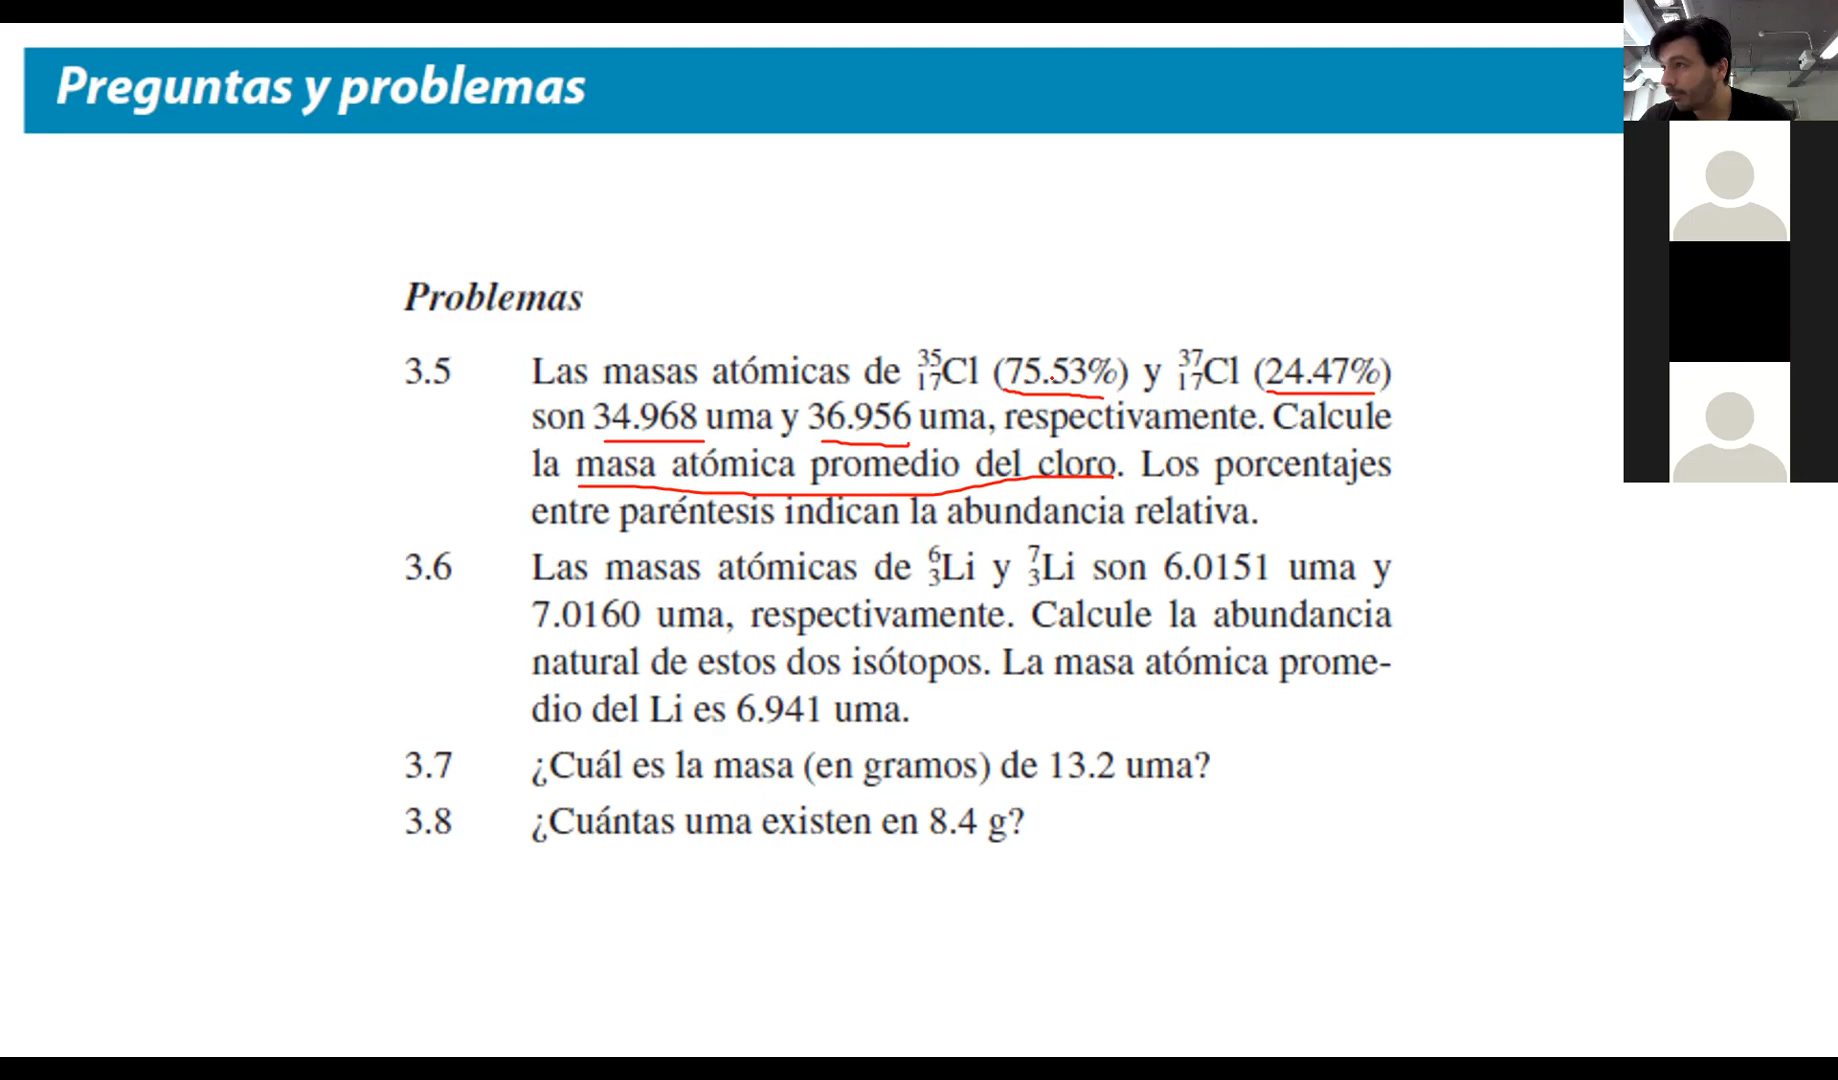 Preguntas y problemas
Problemas
3.5 Las masas atómicas de ³⁵₁₇Cl (75.53%) y ³⁷₁₇Cl (24.47%)
son 34.968 uma y 36.956 uma, respectivamente. Calcule
la masa atómica promedio del cloro. Los porcentajes
entre paréntesis indican la abundancia relativa.
3.6 Las masas atómicas de ⁶₃Li y ⁷₃Li son 6.0151 uma y
7.0160 uma, respectivamente. Calcule la abundancia
natural de estos dos isótopos. La masa atómica prome-
dio del Li es 6.941 uma.
3.7 ¿Cuál es la masa (en gramos) de 13.2 uma?
3.8 ¿Cuántas uma existen en 8.4 g?